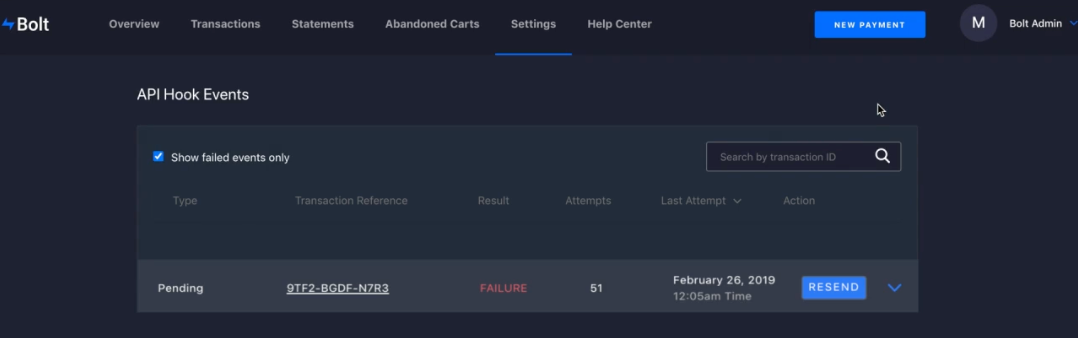 Bolt Overview Transactions Statements Abandoned Carts Settings Help Center NEW PAYMENT M Bolt Admin
API Hook Events
Show failed events only Search by transaction ID
Type Transaction Reference Result Attempts Last Attempt Action
Pending 9TF2-BGDF-N7R3 FAILURE 51 February 26, 2019 RESEND
12:05am Time